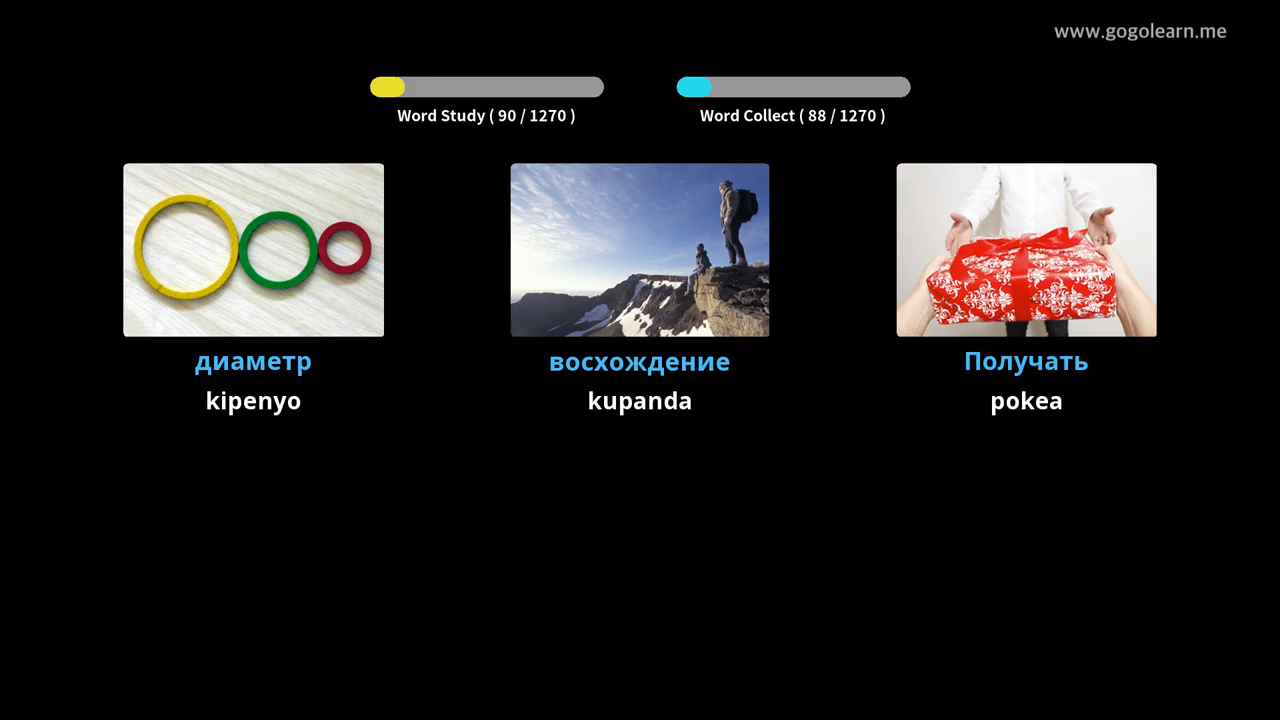 www.gogolearn.me
Word Study ( 90 / 1270 )
Word Collect ( 88 / 1270 )
диаметр
восхождение
Получать
kipenyo
kupanda
pokea